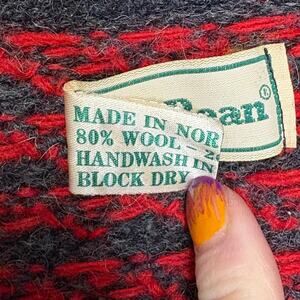 Bean®
MADE IN NOR
80% WOOL
HANDWASH IN
BLOCK DRY